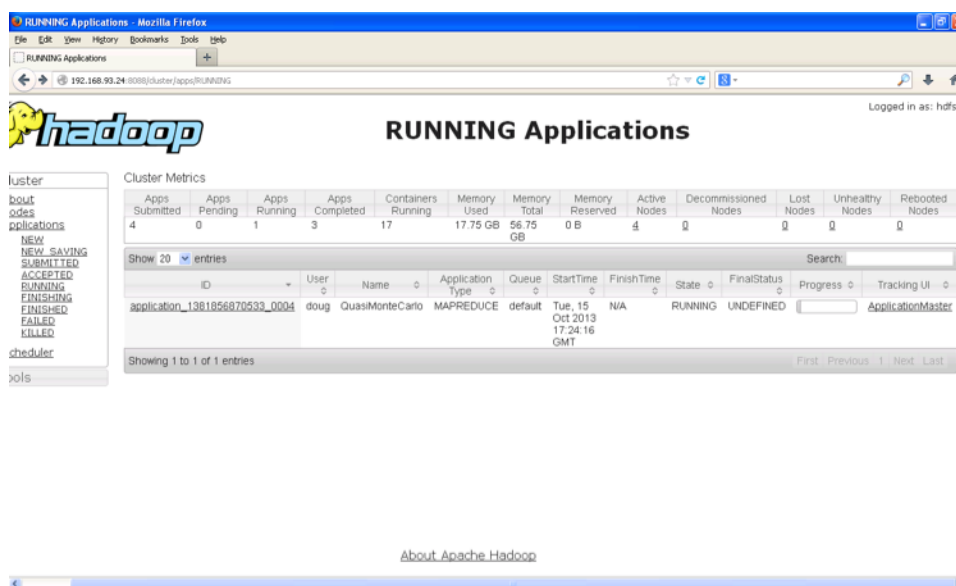 RUNNING Applications - Mozilla Firefox
File Edit View History Bookmarks Tools Help
RUNNING Applications
192.168.93.24:8088/cluster/apps/RUNNING
Logged in as: hdfs
hadoop
RUNNING Applications
luster
bout
odes
pplications
NEW
NEW_SAVING
SUBMITTED
ACCEPTED
RUNNING
FINISHING
FINISHED
FAILED
KILLED
cheduler
ools
Cluster Metrics
Apps Submitted Apps Pending Apps Running Apps Completed Containers Running Memory Used Memory Total Memory Reserved Active Nodes Decommissioned Nodes Lost Nodes Unhealthy Nodes Rebooted Nodes
4 0 1 3 17 17.75 GB 56.75 GB 0 B 4 0 0 0 0
Show 20 entries Search:
ID User Name Application Type Queue StartTime FinishTime State FinalStatus Progress Tracking UI
application_1381856870533_0004 doug QuasiMonteCarlo MAPREDUCE default Tue, 15 Oct 2013 17:24:16 GMT N/A RUNNING UNDEFINED ApplicationMaster
Showing 1 to 1 of 1 entries First Previous 1 Next Last
About Apache Hadoop